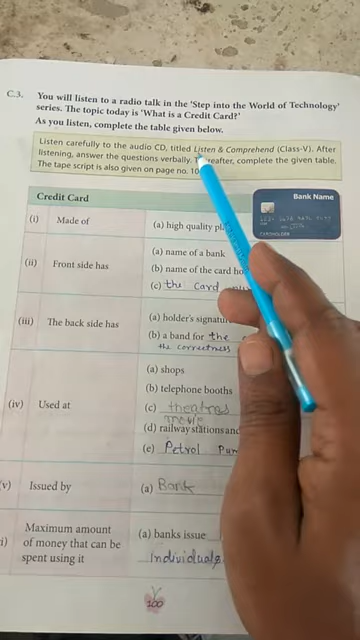 C.3. You will listen to a radio talk in the 'Step into the World of Technology'
series. The topic today is 'What is a Credit Card?'
As you listen, complete the table given below.
Listen carefully to the audio CD, titled Listen & Comprehend (Class-V). After
listening, answer the questions verbally. Thereafter, complete the given table.
The tape script is also given on page no. 10
Credit Card
Bank Name
(i) Made of
(a) high quality pl
(ii) Front side has
(a) name of a bank
(b) name of the card ho
(c) the card
(iii) The back side has
(a) holder's signatu
(b) a band for the
the correctness
(iv) Used at
(a) shops
(b) telephone booths
(c) theatres
movie
(d) railway stations and
(e) Petrol Pum
v) Issued by
(a) Bank
i) Maximum amount
of money that can be
spent using it
(a) banks issue
individuals
100